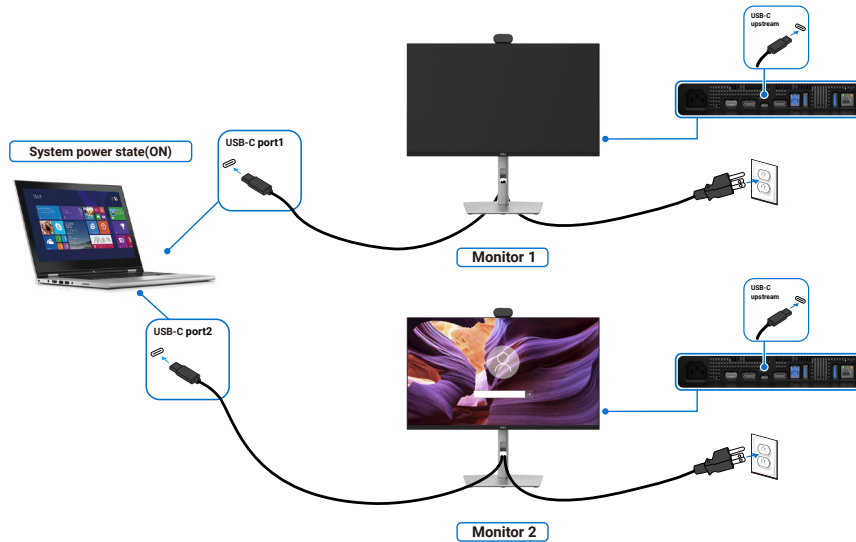 USB-C
upstream
USB-C port1
System power state(ON)
Monitor 1
USB-C
upstream
USB-C port2
Monitor 2